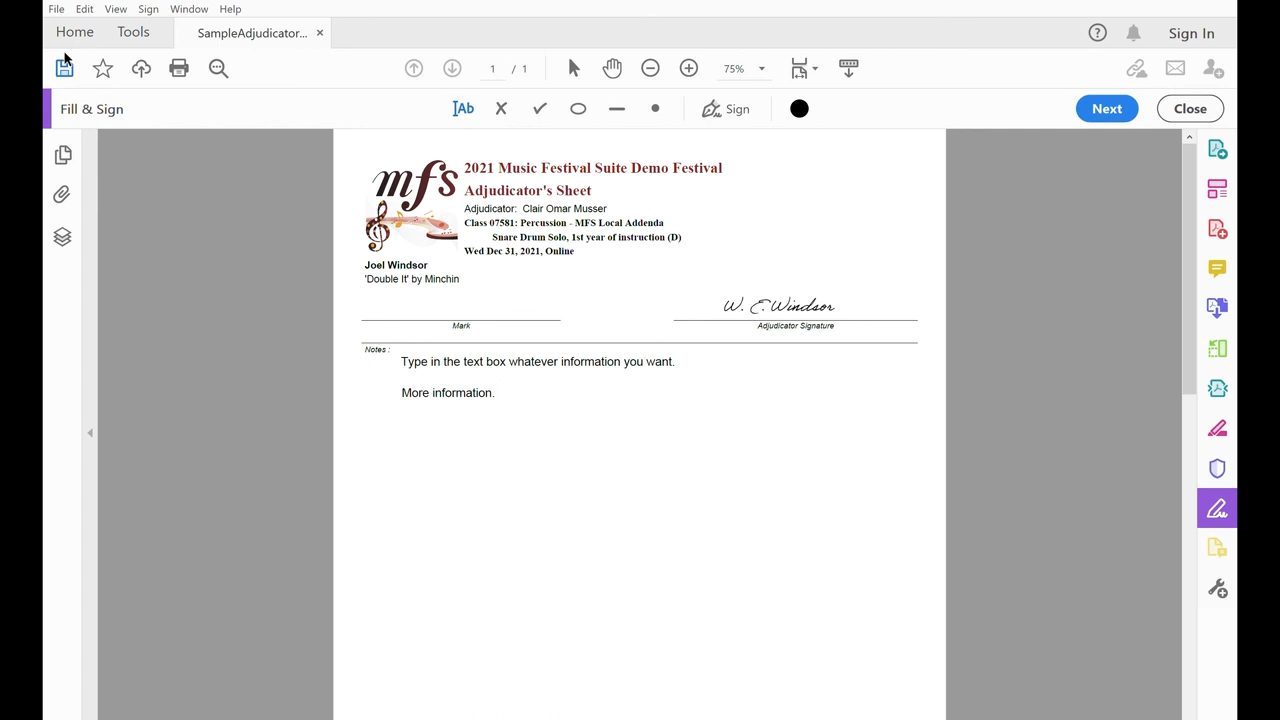 File Edit View Sign Window Help
Home Tools SampleAdjudicator... × Sign In
1 / 1 75%
Fill & Sign Ab Sign Next Close
mfs
2021 Music Festival Suite Demo Festival
Adjudicator's Sheet
Adjudicator: Clair Omar Musser
Class 07581: Percussion - MFS Local Addenda
Snare Drum Solo, 1st year of instruction (D)
Wed Dec 31, 2021, Online
Joel Windsor
'Double It' by Minchin
W. E. Windsor
Mark Adjudicator Signature
Notes :
Type in the text box whatever information you want.
More information.